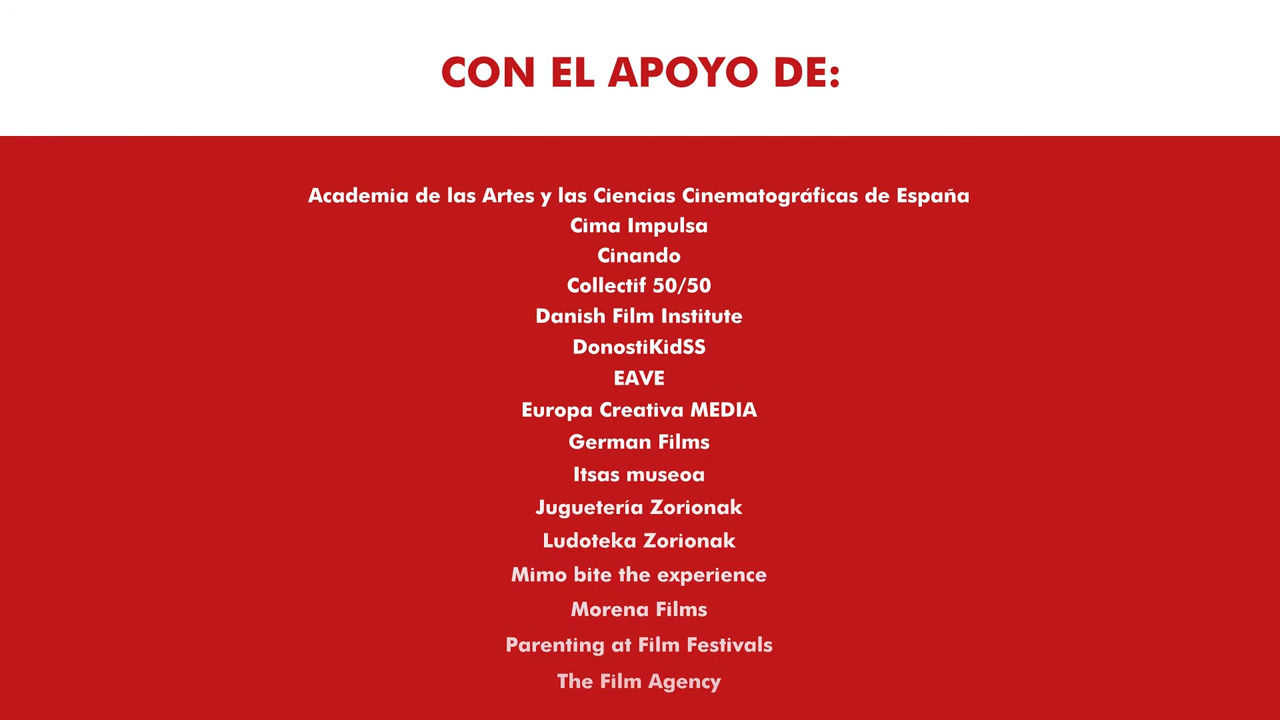 CON EL APOYO DE:
Academia de las Artes y las Ciencias Cinematográficas de España
Cima Impulsa
Cinando
Collectif 50/50
Danish Film Institute
DonostiKidSS
EAVE
Europa Creativa MEDIA
German Films
Itsas museoa
Juguetería Zorionak
Ludoteka Zorionak
Mimo bite the experience
Morena Films
Parenting at Film Festivals
The Film Agency